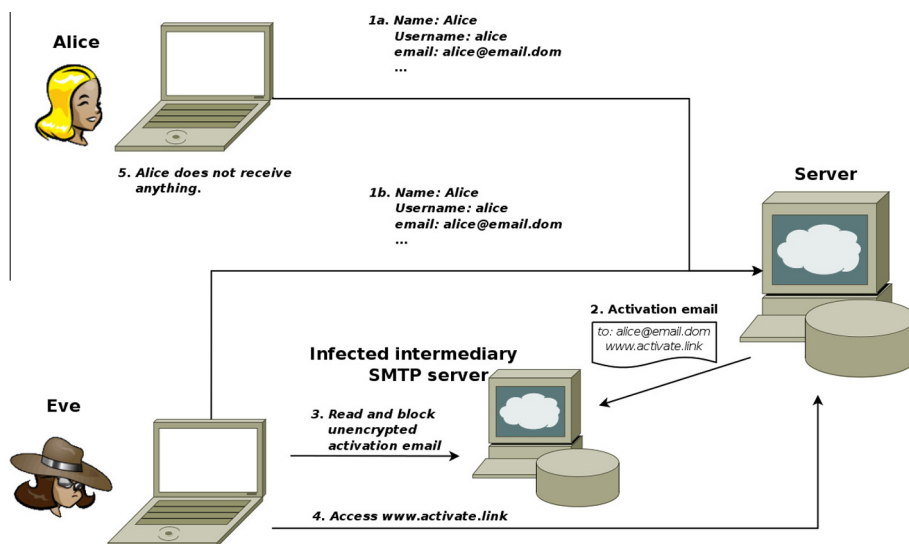 Alice
1a. Name: Alice
Username: alice
email: alice@email.dom
...
5. Alice does not receive
anything.
1b. Name: Alice
Username: alice
email: alice@email.dom
...
Server
2. Activation email
to: alice@email.dom
www.activate.link
Infected intermediary
SMTP server
Eve
3. Read and block
unencrypted
activation email
4. Access www.activate.link